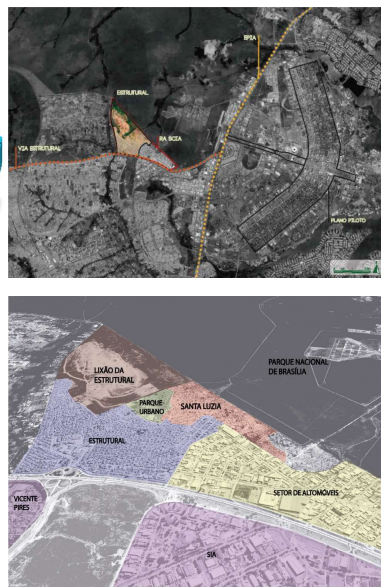 EPIA
ESTRUTURAL
RA SCIA
VIA ESTRUTURAL
PLANO PILOTO
LIXÃO DA
ESTRUTURAL
PARQUE NACIONAL
DE BRASÍLIA
PARQUE
URBANO
SANTA LUZIA
ESTRUTURAL
SETOR DE ALTOMÓVEIS
VICENTE
PIRES
SIA